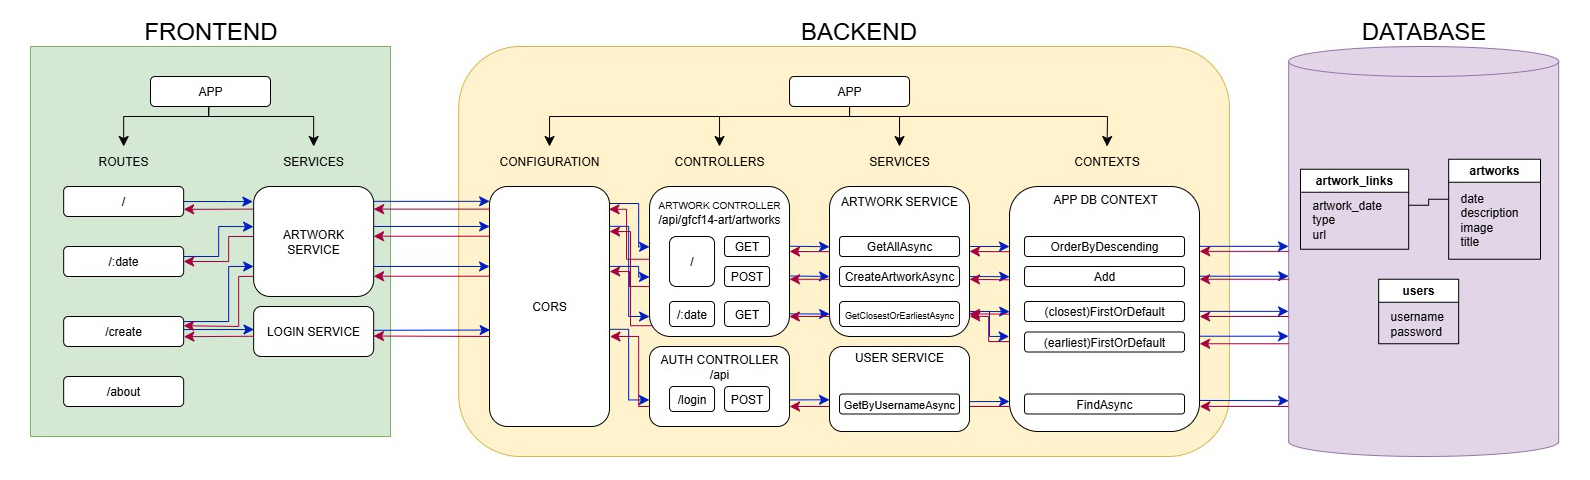 FRONTEND
APP
ROUTES
SERVICES
/
/:date
/create
/about
ARTWORK
SERVICE
LOGIN SERVICE
BACKEND
APP
CONFIGURATION
CONTROLLERS
SERVICES
CONTEXTS
CORS
ARTWORK CONTROLLER
/api/gfcf14-art/artworks
/
GET
POST
/:date
GET
AUTH CONTROLLER
/api
/login
POST
ARTWORK SERVICE
GetAllAsync
CreateArtworkAsync
GetClosestOrEarliestAsync
USER SERVICE
GetByUsernameAsync
APP DB CONTEXT
OrderByDescending
Add
(closest)FirstOrDefault
(earliest)FirstOrDefault
FindAsync
DATABASE
artwork_links
artwork_date
type
url
artworks
date
description
image
title
users
username
password